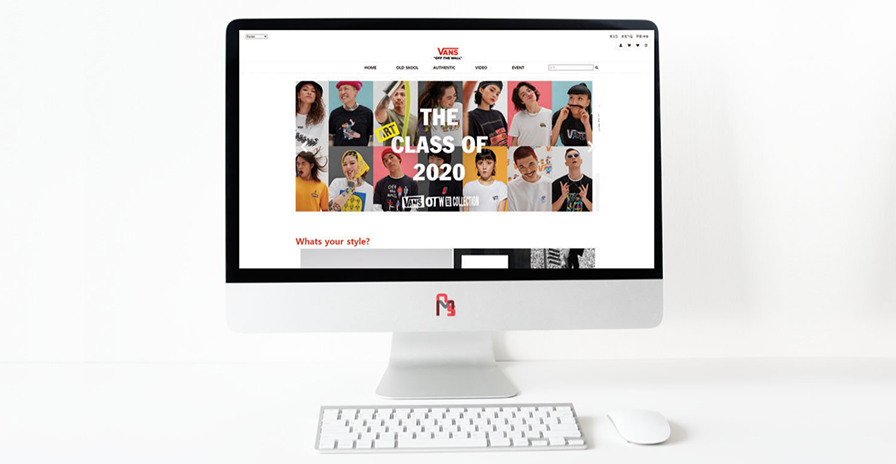 VANS
"OFF THE WALL"
HOME OLD SKOOL AUTHENTIC VIDEO EVENT
ART
THE
CLASS OF
2020
VANS OTW COLLECTION
Whats your style?